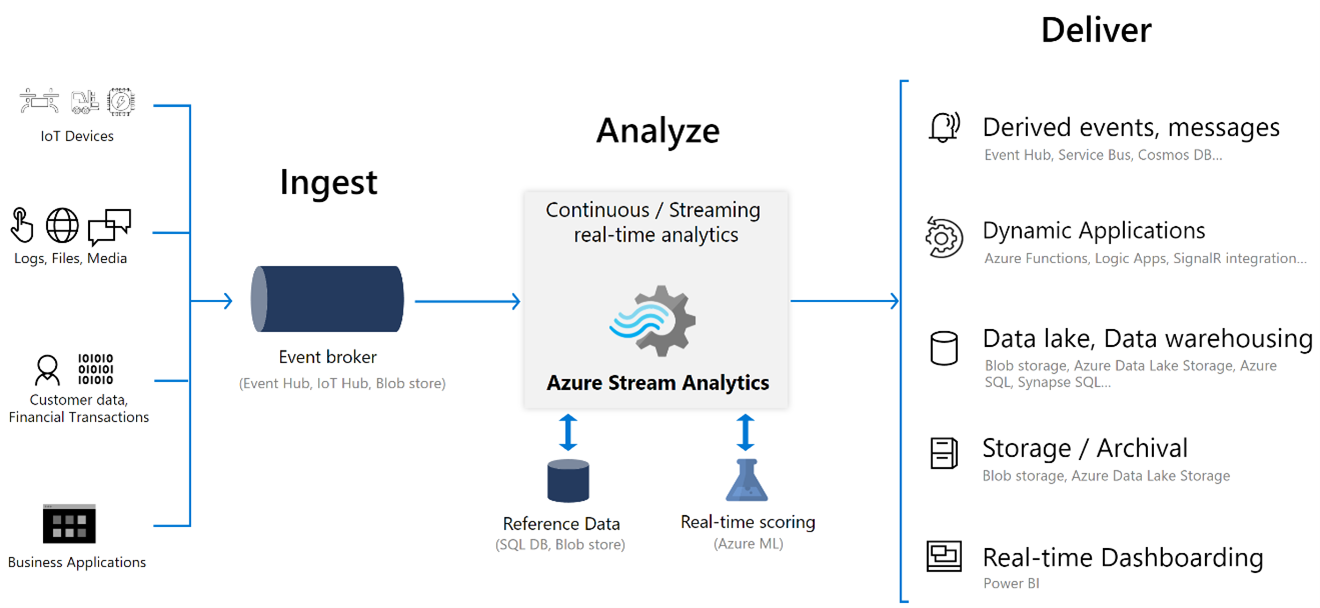 Deliver
Analyze
Ingest
IoT Devices
Logs, Files, Media
Customer data,
Financial Transactions
Business Applications
Event broker
(Event Hub, IoT Hub, Blob store)
Continuous / Streaming
real-time analytics
Azure Stream Analytics
Reference Data
(SQL DB, Blob store)
Real-time scoring
(Azure ML)
Derived events, messages
Event Hub, Service Bus, Cosmos DB...
Dynamic Applications
Azure Functions, Logic Apps, SignalR integration...
Data lake, Data warehousing
Blob storage, Azure Data Lake Storage, Azure
SQL, Synapse SQL...
Storage / Archival
Blob storage, Azure Data Lake Storage
Real-time Dashboarding
Power BI
IOIOIO
OIOIOI
IOIOIO